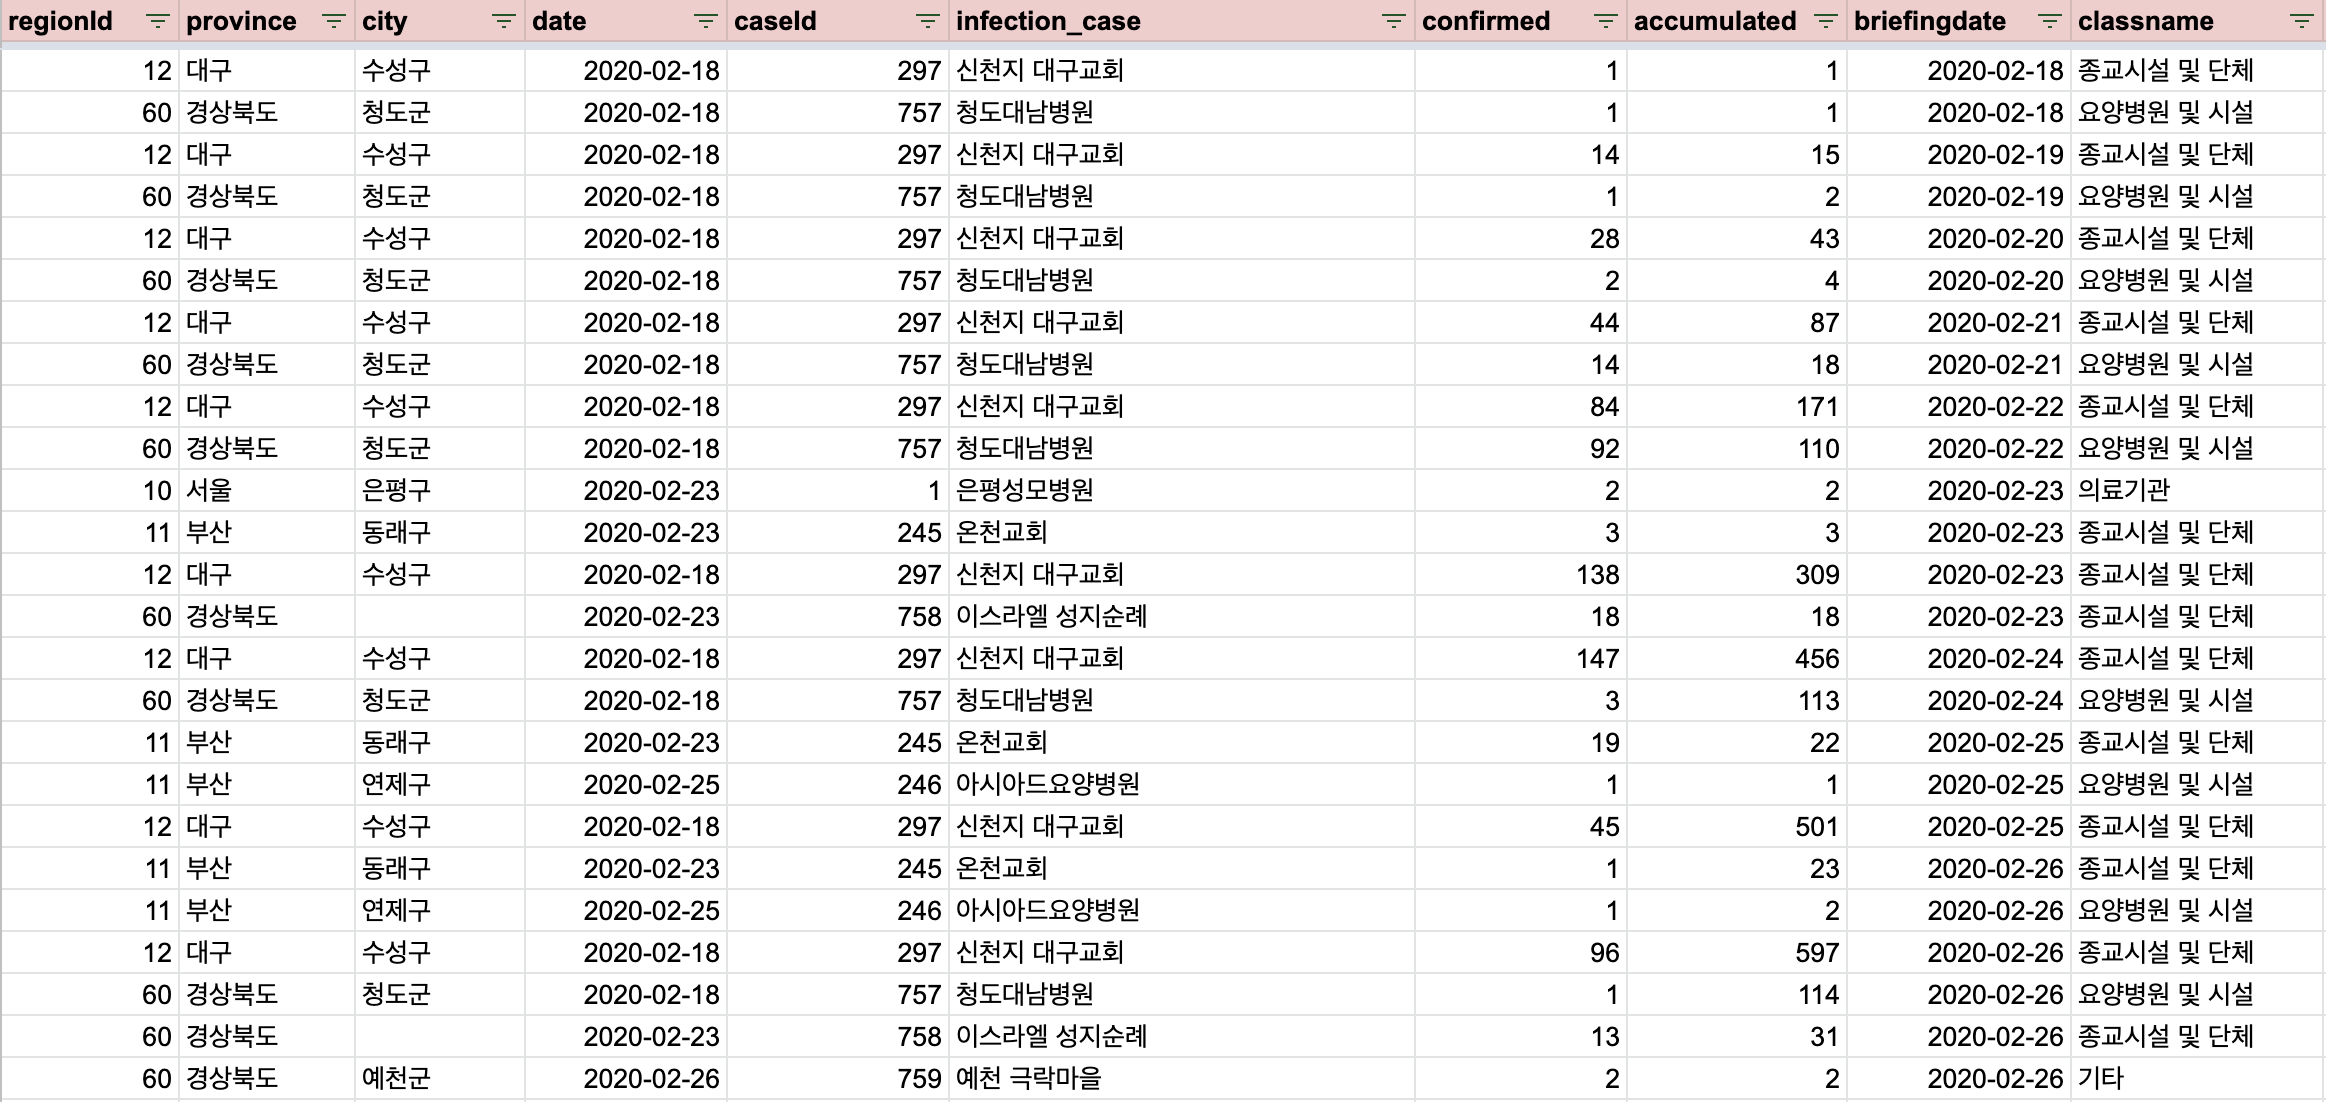 regionId province city date caseId infection_case confirmed accumulated briefingdate classname
12 대구 수성구 2020-02-18 297 신천지 대구교회 1 1 2020-02-18 종교시설 및 단체
60 경상북도 청도군 2020-02-18 757 청도대남병원 1 1 2020-02-18 요양병원 및 시설
12 대구 수성구 2020-02-18 297 신천지 대구교회 14 15 2020-02-19 종교시설 및 단체
60 경상북도 청도군 2020-02-18 757 청도대남병원 1 2 2020-02-19 요양병원 및 시설
12 대구 수성구 2020-02-18 297 신천지 대구교회 28 43 2020-02-20 종교시설 및 단체
60 경상북도 청도군 2020-02-18 757 청도대남병원 2 4 2020-02-20 요양병원 및 시설
12 대구 수성구 2020-02-18 297 신천지 대구교회 44 87 2020-02-21 종교시설 및 단체
60 경상북도 청도군 2020-02-18 757 청도대남병원 14 18 2020-02-21 요양병원 및 시설
12 대구 수성구 2020-02-18 297 신천지 대구교회 84 171 2020-02-22 종교시설 및 단체
60 경상북도 청도군 2020-02-18 757 청도대남병원 92 110 2020-02-22 요양병원 및 시설
10 서울 은평구 2020-02-23 1 은평성모병원 2 2 2020-02-23 의료기관
11 부산 동래구 2020-02-23 245 온천교회 3 3 2020-02-23 종교시설 및 단체
12 대구 수성구 2020-02-18 297 신천지 대구교회 138 309 2020-02-23 종교시설 및 단체
60 경상북도 2020-02-23 758 이스라엘 성지순례 18 18 2020-02-23 종교시설 및 단체
12 대구 수성구 2020-02-18 297 신천지 대구교회 147 456 2020-02-24 종교시설 및 단체
60 경상북도 청도군 2020-02-18 757 청도대남병원 3 113 2020-02-24 요양병원 및 시설
11 부산 동래구 2020-02-23 245 온천교회 19 22 2020-02-25 종교시설 및 단체
11 부산 연제구 2020-02-25 246 아시아드요양병원 1 1 2020-02-25 요양병원 및 시설
12 대구 수성구 2020-02-18 297 신천지 대구교회 45 501 2020-02-25 종교시설 및 단체
11 부산 동래구 2020-02-23 245 온천교회 1 23 2020-02-26 종교시설 및 단체
11 부산 연제구 2020-02-25 246 아시아드요양병원 1 2 2020-02-26 요양병원 및 시설
12 대구 수성구 2020-02-18 297 신천지 대구교회 96 597 2020-02-26 종교시설 및 단체
60 경상북도 청도군 2020-02-18 757 청도대남병원 1 114 2020-02-26 요양병원 및 시설
60 경상북도 2020-02-23 758 이스라엘 성지순례 13 31 2020-02-26 종교시설 및 단체
60 경상북도 예천군 2020-02-26 759 예천 극락마을 2 2 2020-02-26 기타